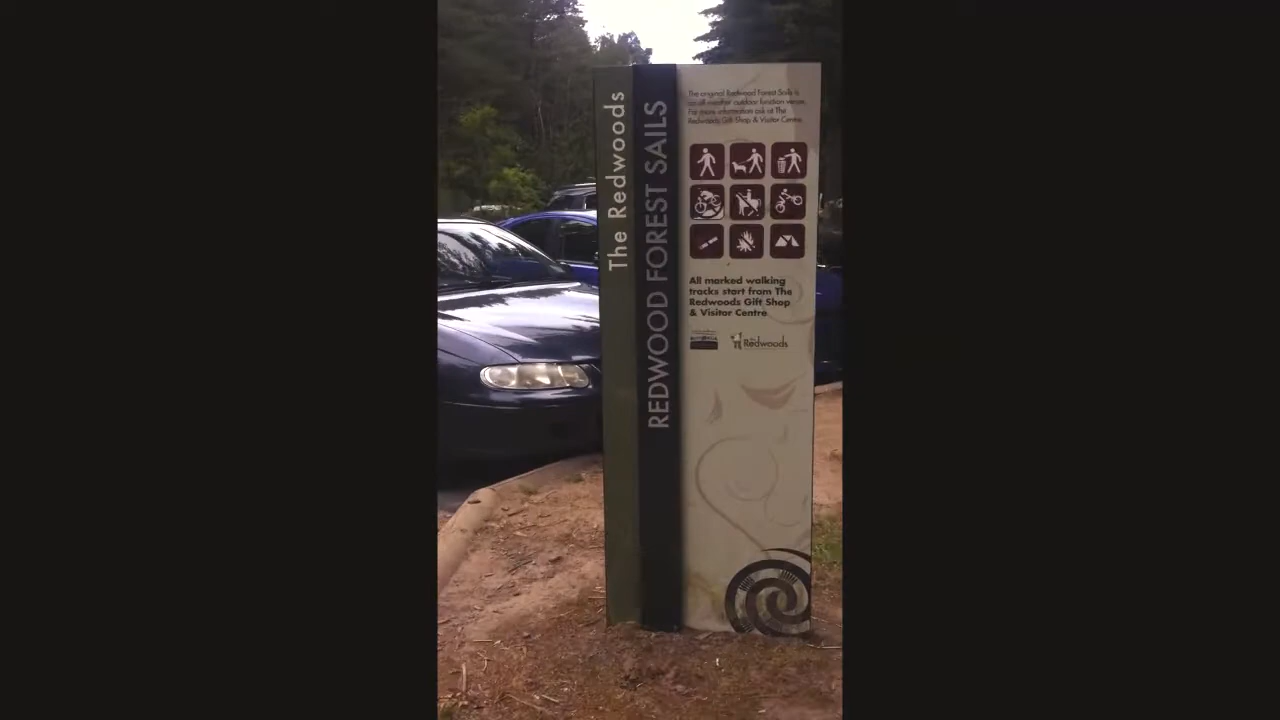 The Redwoods
REDWOOD FOREST SAILS
The original Redwood Forest Sails is
an all-weather outdoor function venue.
For more information ask at The
Redwoods Gift Shop & Visitor Centre
All marked walking
tracks start from The
Redwoods Gift Shop
& Visitor Centre
Redwoods